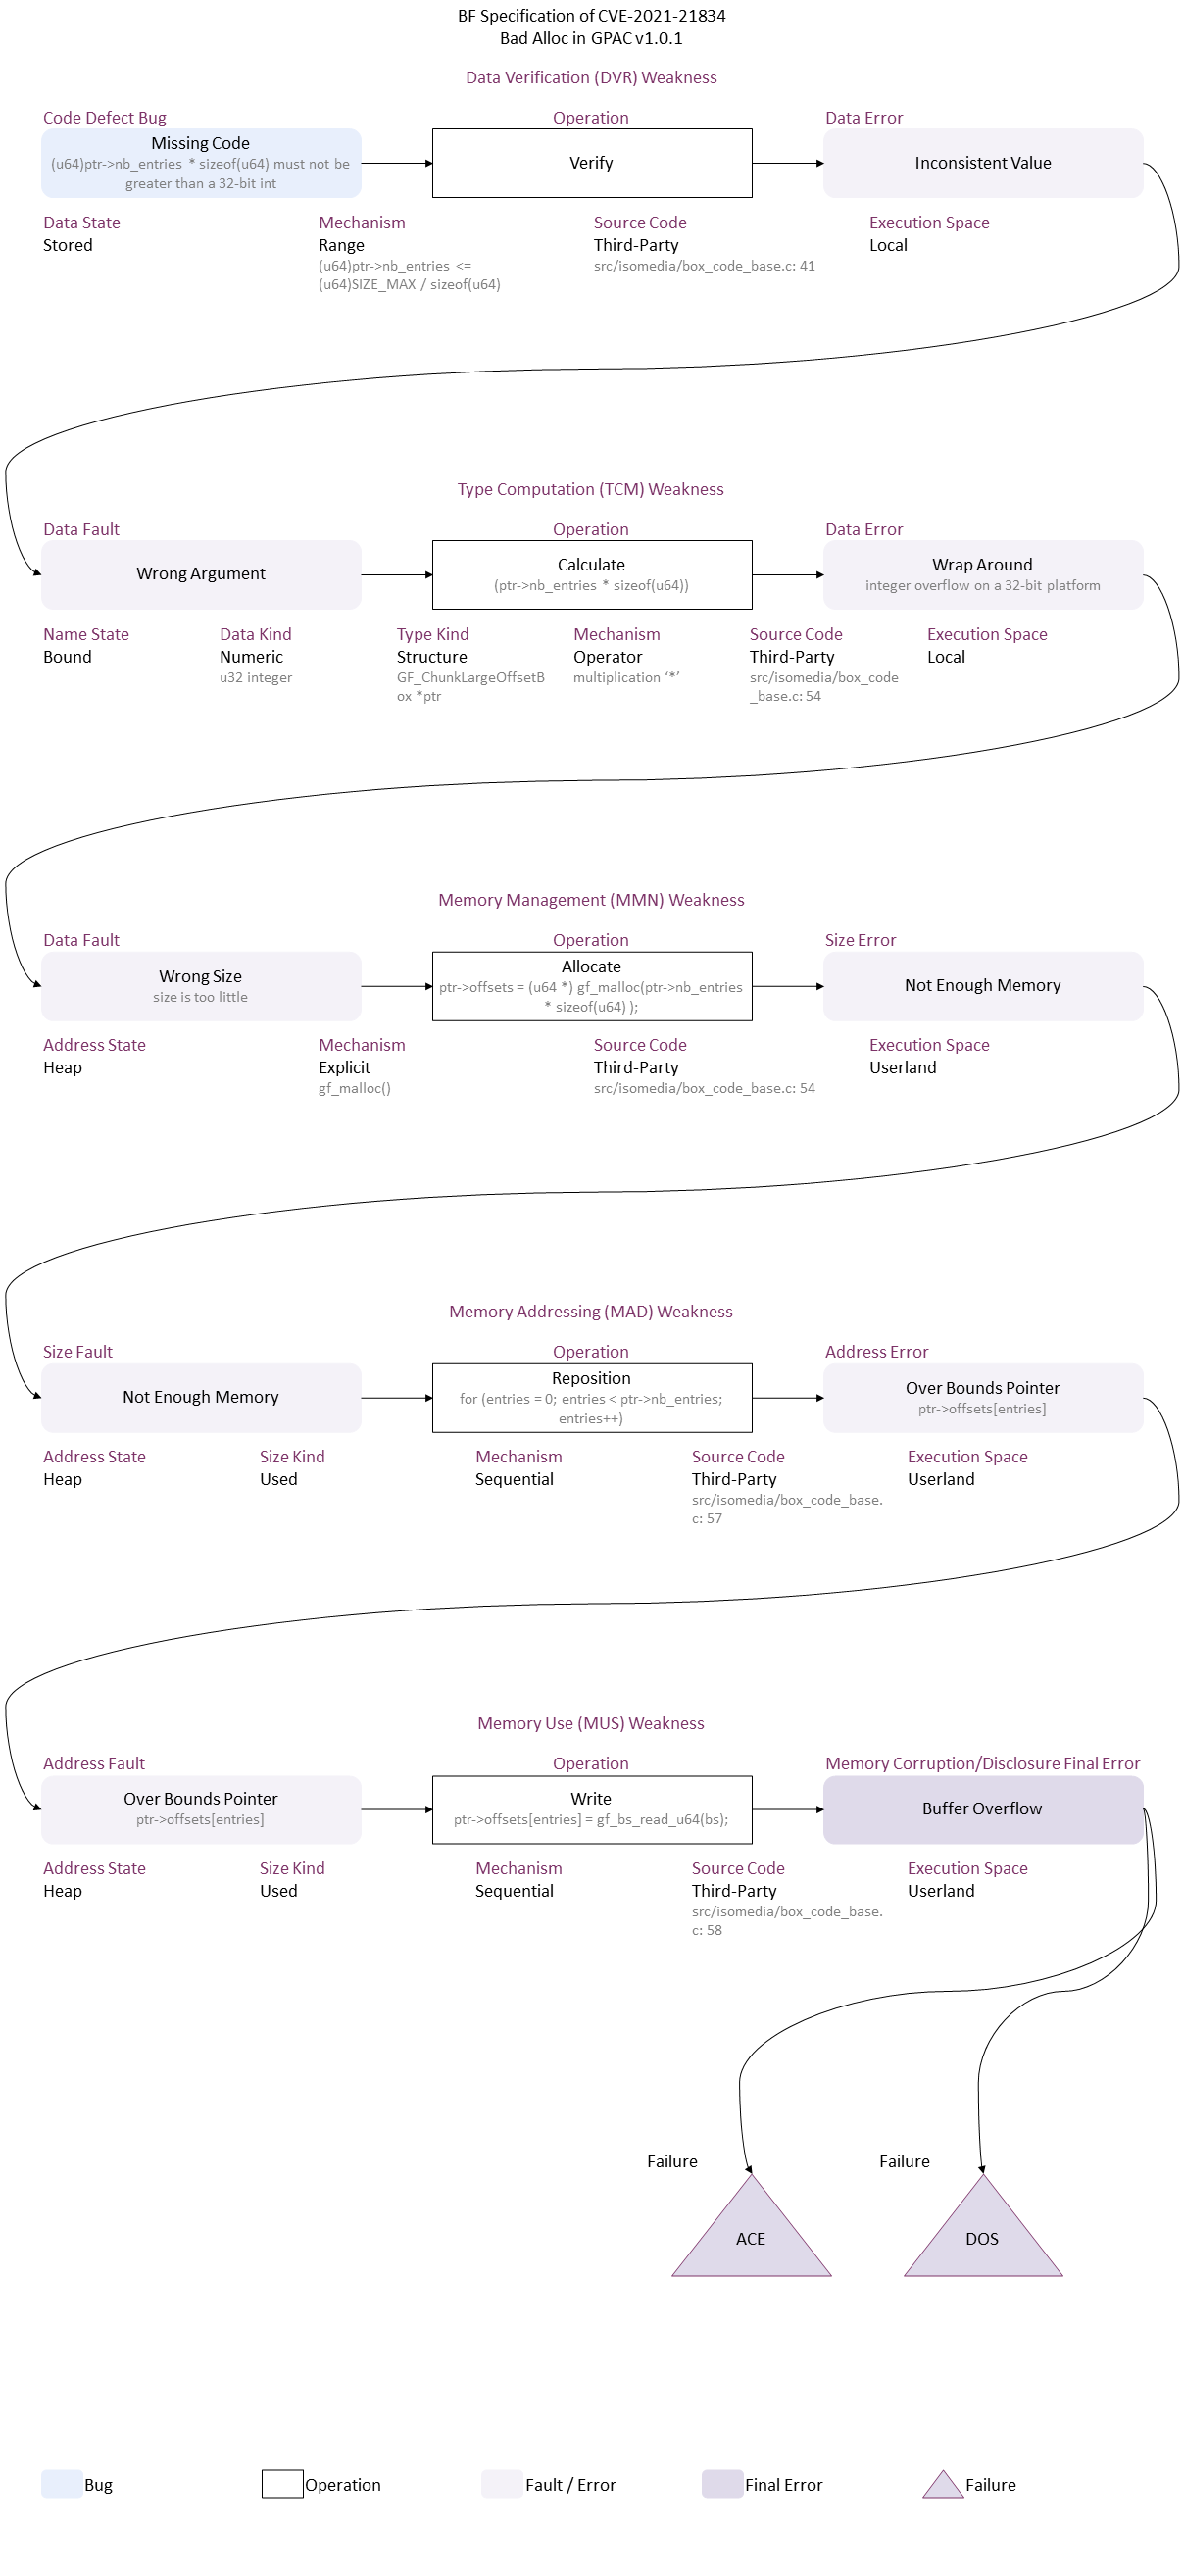 BF Specification of CVE-2021-21834
Bad Alloc in GPAC v1.0.1
Data Verification (DVR) Weakness
Code Defect Bug
Operation
Data Error
Missing Code
(u64)ptr->nb_entries * sizeof(u64) must not be
greater than a 32-bit int
Verify
Inconsistent Value
Data State
Mechanism
Source Code
Execution Space
Stored
Range
Third-Party
Local
(u64)ptr->nb_entries <=
(u64)SIZE_MAX / sizeof(u64)
src/isomedia/box_code_base.c: 41
Type Computation (TCM) Weakness
Data Fault
Operation
Data Error
Wrong Argument
Calculate
(ptr->nb_entries * sizeof(u64))
Wrap Around
integer overflow on a 32-bit platform
Name State
Data Kind
Type Kind
Mechanism
Source Code
Execution Space
Bound
Numeric
Structure
Operator
Third-Party
Local
u32 integer
GF_ChunkLargeOffsetB
ox *ptr
multiplication ‘*’
src/isomedia/box_code
_base.c: 54
Memory Management (MMN) Weakness
Data Fault
Operation
Size Error
Wrong Size
size is too little
Allocate
ptr->offsets = (u64 *) gf_malloc(ptr->nb_entries
* sizeof(u64) );
Not Enough Memory
Address State
Mechanism
Source Code
Execution Space
Heap
Explicit
Third-Party
Userland
gf_malloc()
src/isomedia/box_code_base.c: 54
Memory Addressing (MAD) Weakness
Size Fault
Operation
Address Error
Not Enough Memory
Reposition
for (entries = 0; entries < ptr->nb_entries;
entries++)
Over Bounds Pointer
ptr->offsets[entries]
Address State
Size Kind
Mechanism
Source Code
Execution Space
Heap
Used
Sequential
Third-Party
Userland
src/isomedia/box_code_base.
c: 57
Memory Use (MUS) Weakness
Address Fault
Operation
Memory Corruption/Disclosure Final Error
Over Bounds Pointer
ptr->offsets[entries]
Write
ptr->offsets[entries] = gf_bs_read_u64(bs);
Buffer Overflow
Address State
Size Kind
Mechanism
Source Code
Execution Space
Heap
Used
Sequential
Third-Party
Userland
src/isomedia/box_code_base.
c: 58
Failure
Failure
ACE
DOS
Bug
Operation
Fault / Error
Final Error
Failure